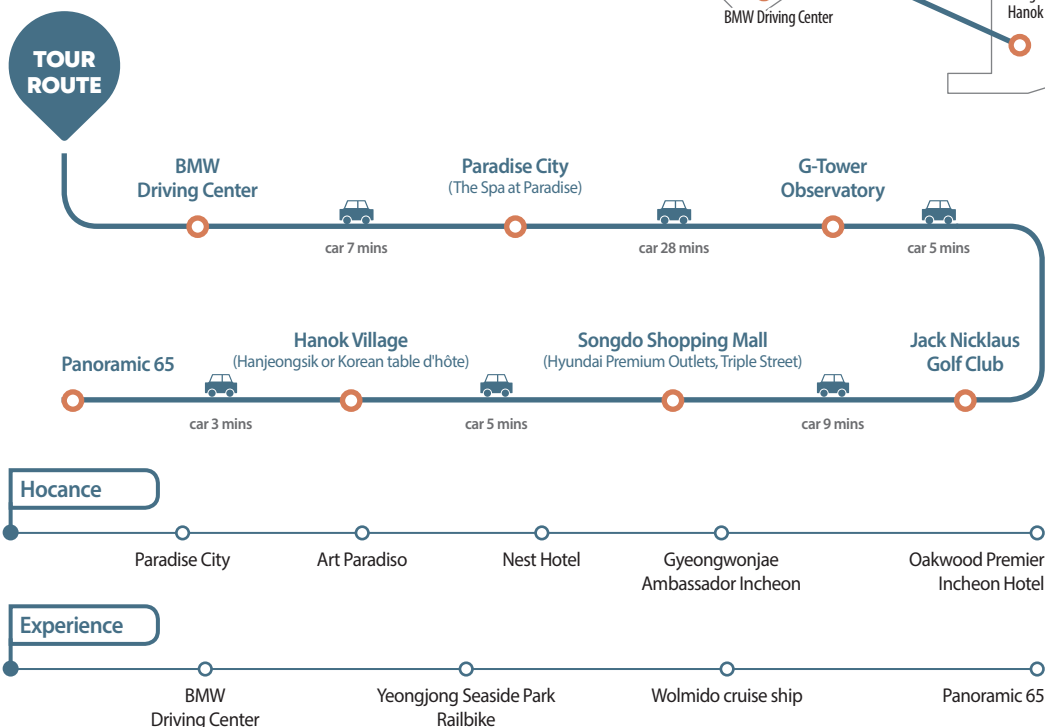 BMW Driving Center
Hanok
TOUR
ROUTE
BMW
Driving Center
Paradise City
(The Spa at Paradise)
G-Tower
Observatory
car 7 mins
car 28 mins
car 5 mins
Panoramic 65
Hanok Village
(Hanjeongsik or Korean table d'hôte)
Songdo Shopping Mall
(Hyundai Premium Outlets, Triple Street)
Jack Nicklaus
Golf Club
car 3 mins
car 5 mins
car 9 mins
Hocance
Paradise City
Art Paradiso
Nest Hotel
Gyeongwonjae
Ambassador Incheon
Oakwood Premier
Incheon Hotel
Experience
BMW
Driving Center
Yeongjong Seaside Park
Railbike
Wolmido cruise ship
Panoramic 65